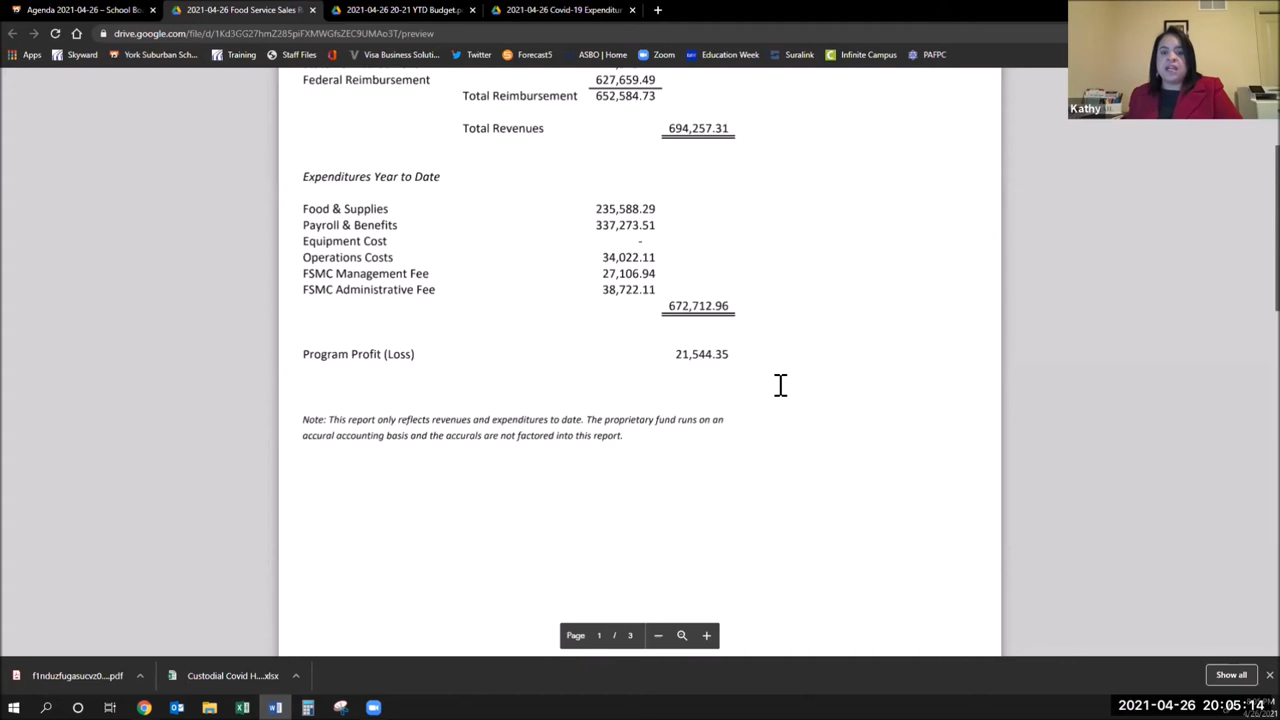 Agenda 2021-04-26 – School Bo
2021-04-26 Food Service Sales R
2021-04-26 20-21 YTD Budget.p
2021-04-26 Covid-19 Expenditur
drive.google.com/file/d/1Kd3GG27hmZ285piFXMWGfsZEC9UMAo3T/preview
Apps Skyward York Suburban Sch... Training Staff Files Visa Business Soluti... Twitter Forecast5 ASBO | Home Zoom Education Week Suralink Infinite Campus PAFPC
Kathy
Federal Reimbursement 627,659.49
Total Reimbursement 652,584.73
Total Revenues 694,257.31
Expenditures Year to Date
Food & Supplies 235,588.29
Payroll & Benefits 337,273.51
Equipment Cost -
Operations Costs 34,022.11
FSMC Management Fee 27,106.94
FSMC Administrative Fee 38,722.11
672,712.96
Program Profit (Loss) 21,544.35
Note: This report only reflects revenues and expenditures to date. The proprietary fund runs on an
accural accounting basis and the accurals are not factored into this report.
Page 1 / 3
f1nduzfugasucvz0....pdf
Custodial Covid H....xlsx
Show all
2021-04-26 20:05:14